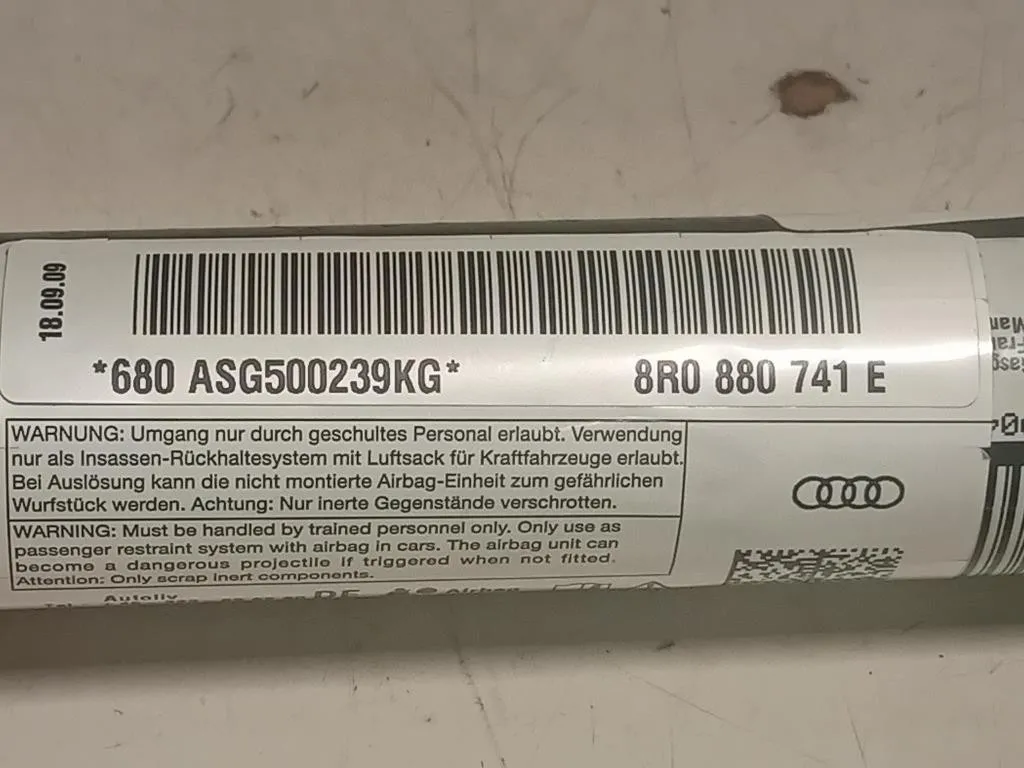 18.09.09
*680 ASG500239KG*
8R0 880 741 E
WARNUNG: Umgang nur durch geschultes Personal erlaubt. Verwendung
nur als Insassen-Rückhaltesystem mit Luftsack für Kraftfahrzeuge erlaubt.
Bei Auslösung kann die nicht montierte Airbag-Einheit zum gefährlichen
Wurfstück werden. Achtung: Nur inerte Gegenstände verschrotten.
WARNING: Must be handled by trained personnel only. Only use as
passenger restraint system with airbag in cars. The airbag unit can
become a dangerous projectile if triggered when not fitted.
Attention: Only scrap inert components.
Autoliv